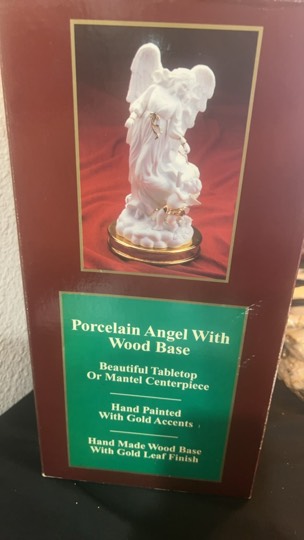 Porcelain Angel With
Wood Base
Beautiful Tabletop
Or Mantel Centerpiece
Hand Painted
With Gold Accents
Hand Made Wood Base
With Gold Leaf Finish